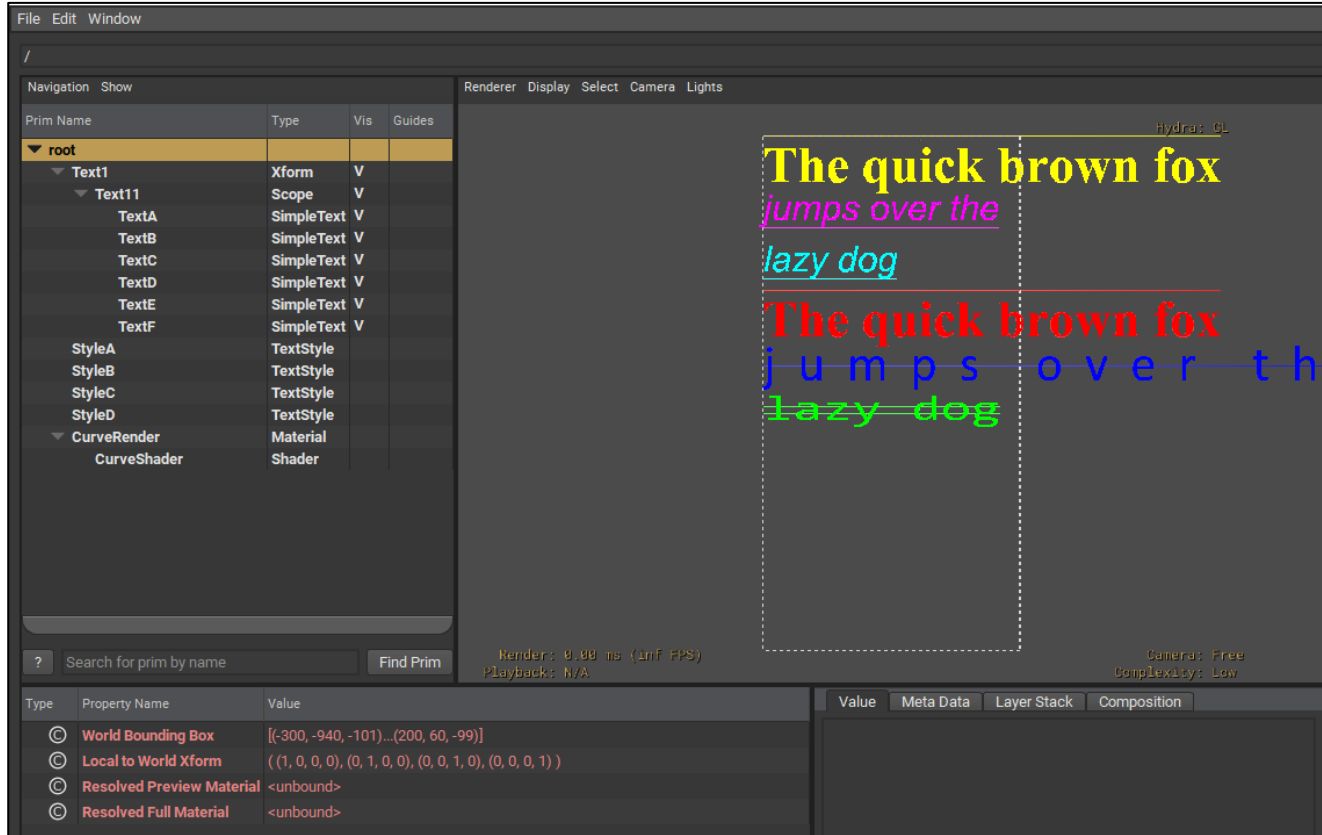 File Edit Window
/
Navigation Show
Prim Name Type Vis Guides
root
Text1 Xform V
Text11 Scope V
TextA SimpleText V
TextB SimpleText V
TextC SimpleText V
TextD SimpleText V
TextE SimpleText V
TextF SimpleText V
StyleA TextStyle
StyleB TextStyle
StyleC TextStyle
StyleD TextStyle
CurveRender Material
CurveShader Shader
? Search for prim by name Find Prim
Renderer Display Select Camera Lights
Hydra: GL
The quick brown fox
jumps over the
lazy dog
The quick brown fox
jumps over th
lazy dog
Render: 0.00 ms (inf FPS)
Playback: N/A
Camera: Free
Complexity: Low
Type Property Name Value
© World Bounding Box [(-300, -940, -101)...(200, 60, -99)]
© Local to World Xform ( (1, 0, 0, 0), (0, 1, 0, 0), (0, 0, 1, 0), (0, 0, 0, 1) )
© Resolved Preview Material <unbound>
© Resolved Full Material <unbound>
Value Meta Data Layer Stack Composition